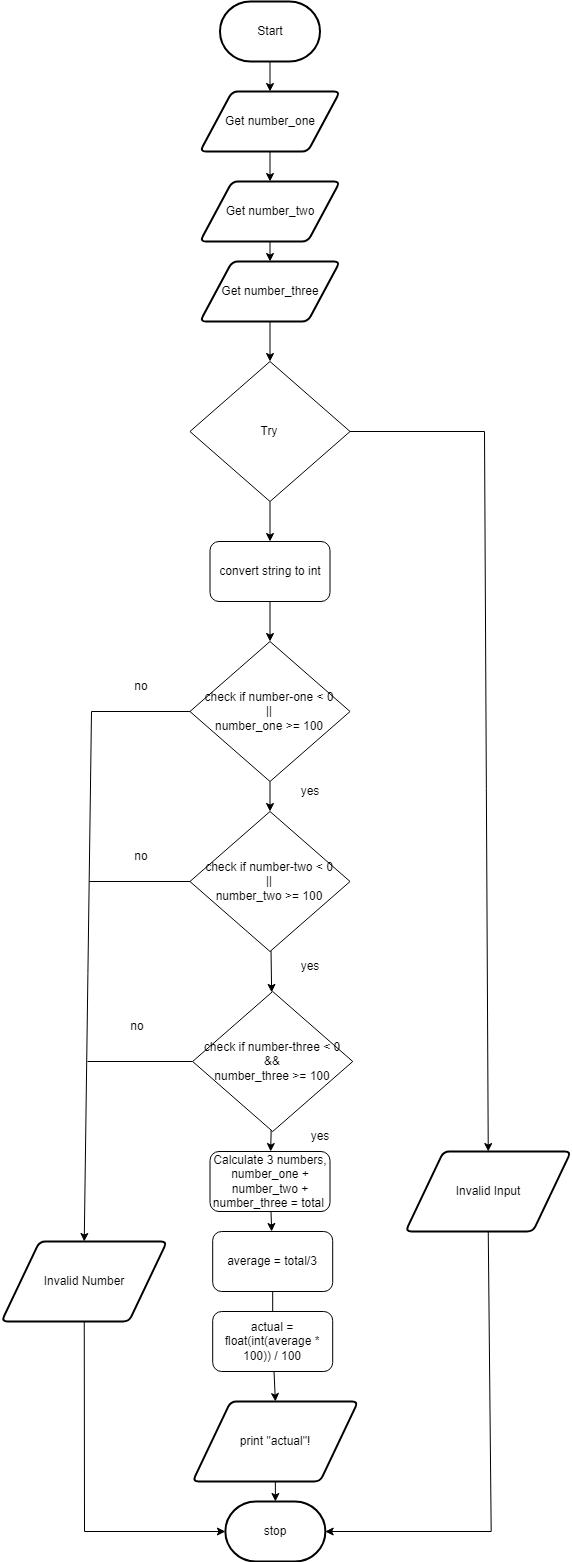 Start
Get number_one
Get number_two
Get number_three
Try
convert string to int
check if number-one < 0
||
number_one >= 100
no
yes
check if number-two < 0
||
number_two >= 100
no
yes
check if number-three < 0
&&
number_three >= 100
no
yes
Calculate 3 numbers,
number_one +
number_two +
number_three = total
Invalid Input
average = total/3
Invalid Number
actual =
float(int(average *
100)) / 100
print "actual"!
stop